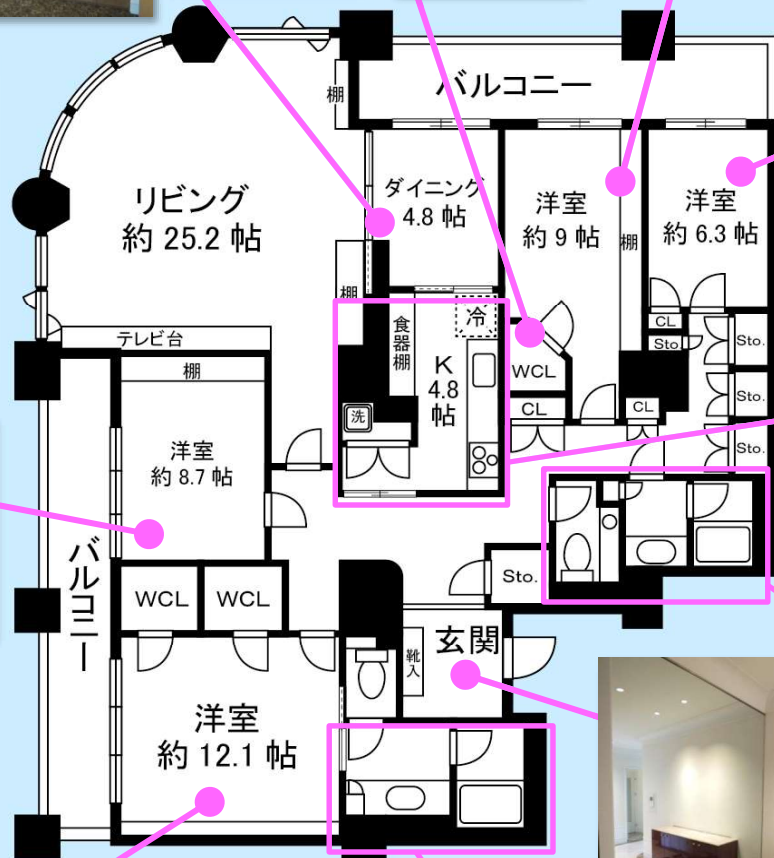 バルコニー
棚
リビング
約 25.2 帖
ダイニング
4.8 帖
洋室
約 9 帖
棚
洋室
約 6.3 帖
棚
冷
食器棚
K
4.8
帖
洗
WCL
CL
CL
CL
Sto.
Sto.
Sto.
Sto.
テレビ台
棚
洋室
約 8.7 帖
バルコニー
WCL
WCL
Sto.
玄関
靴入
洋室
約 12.1 帖